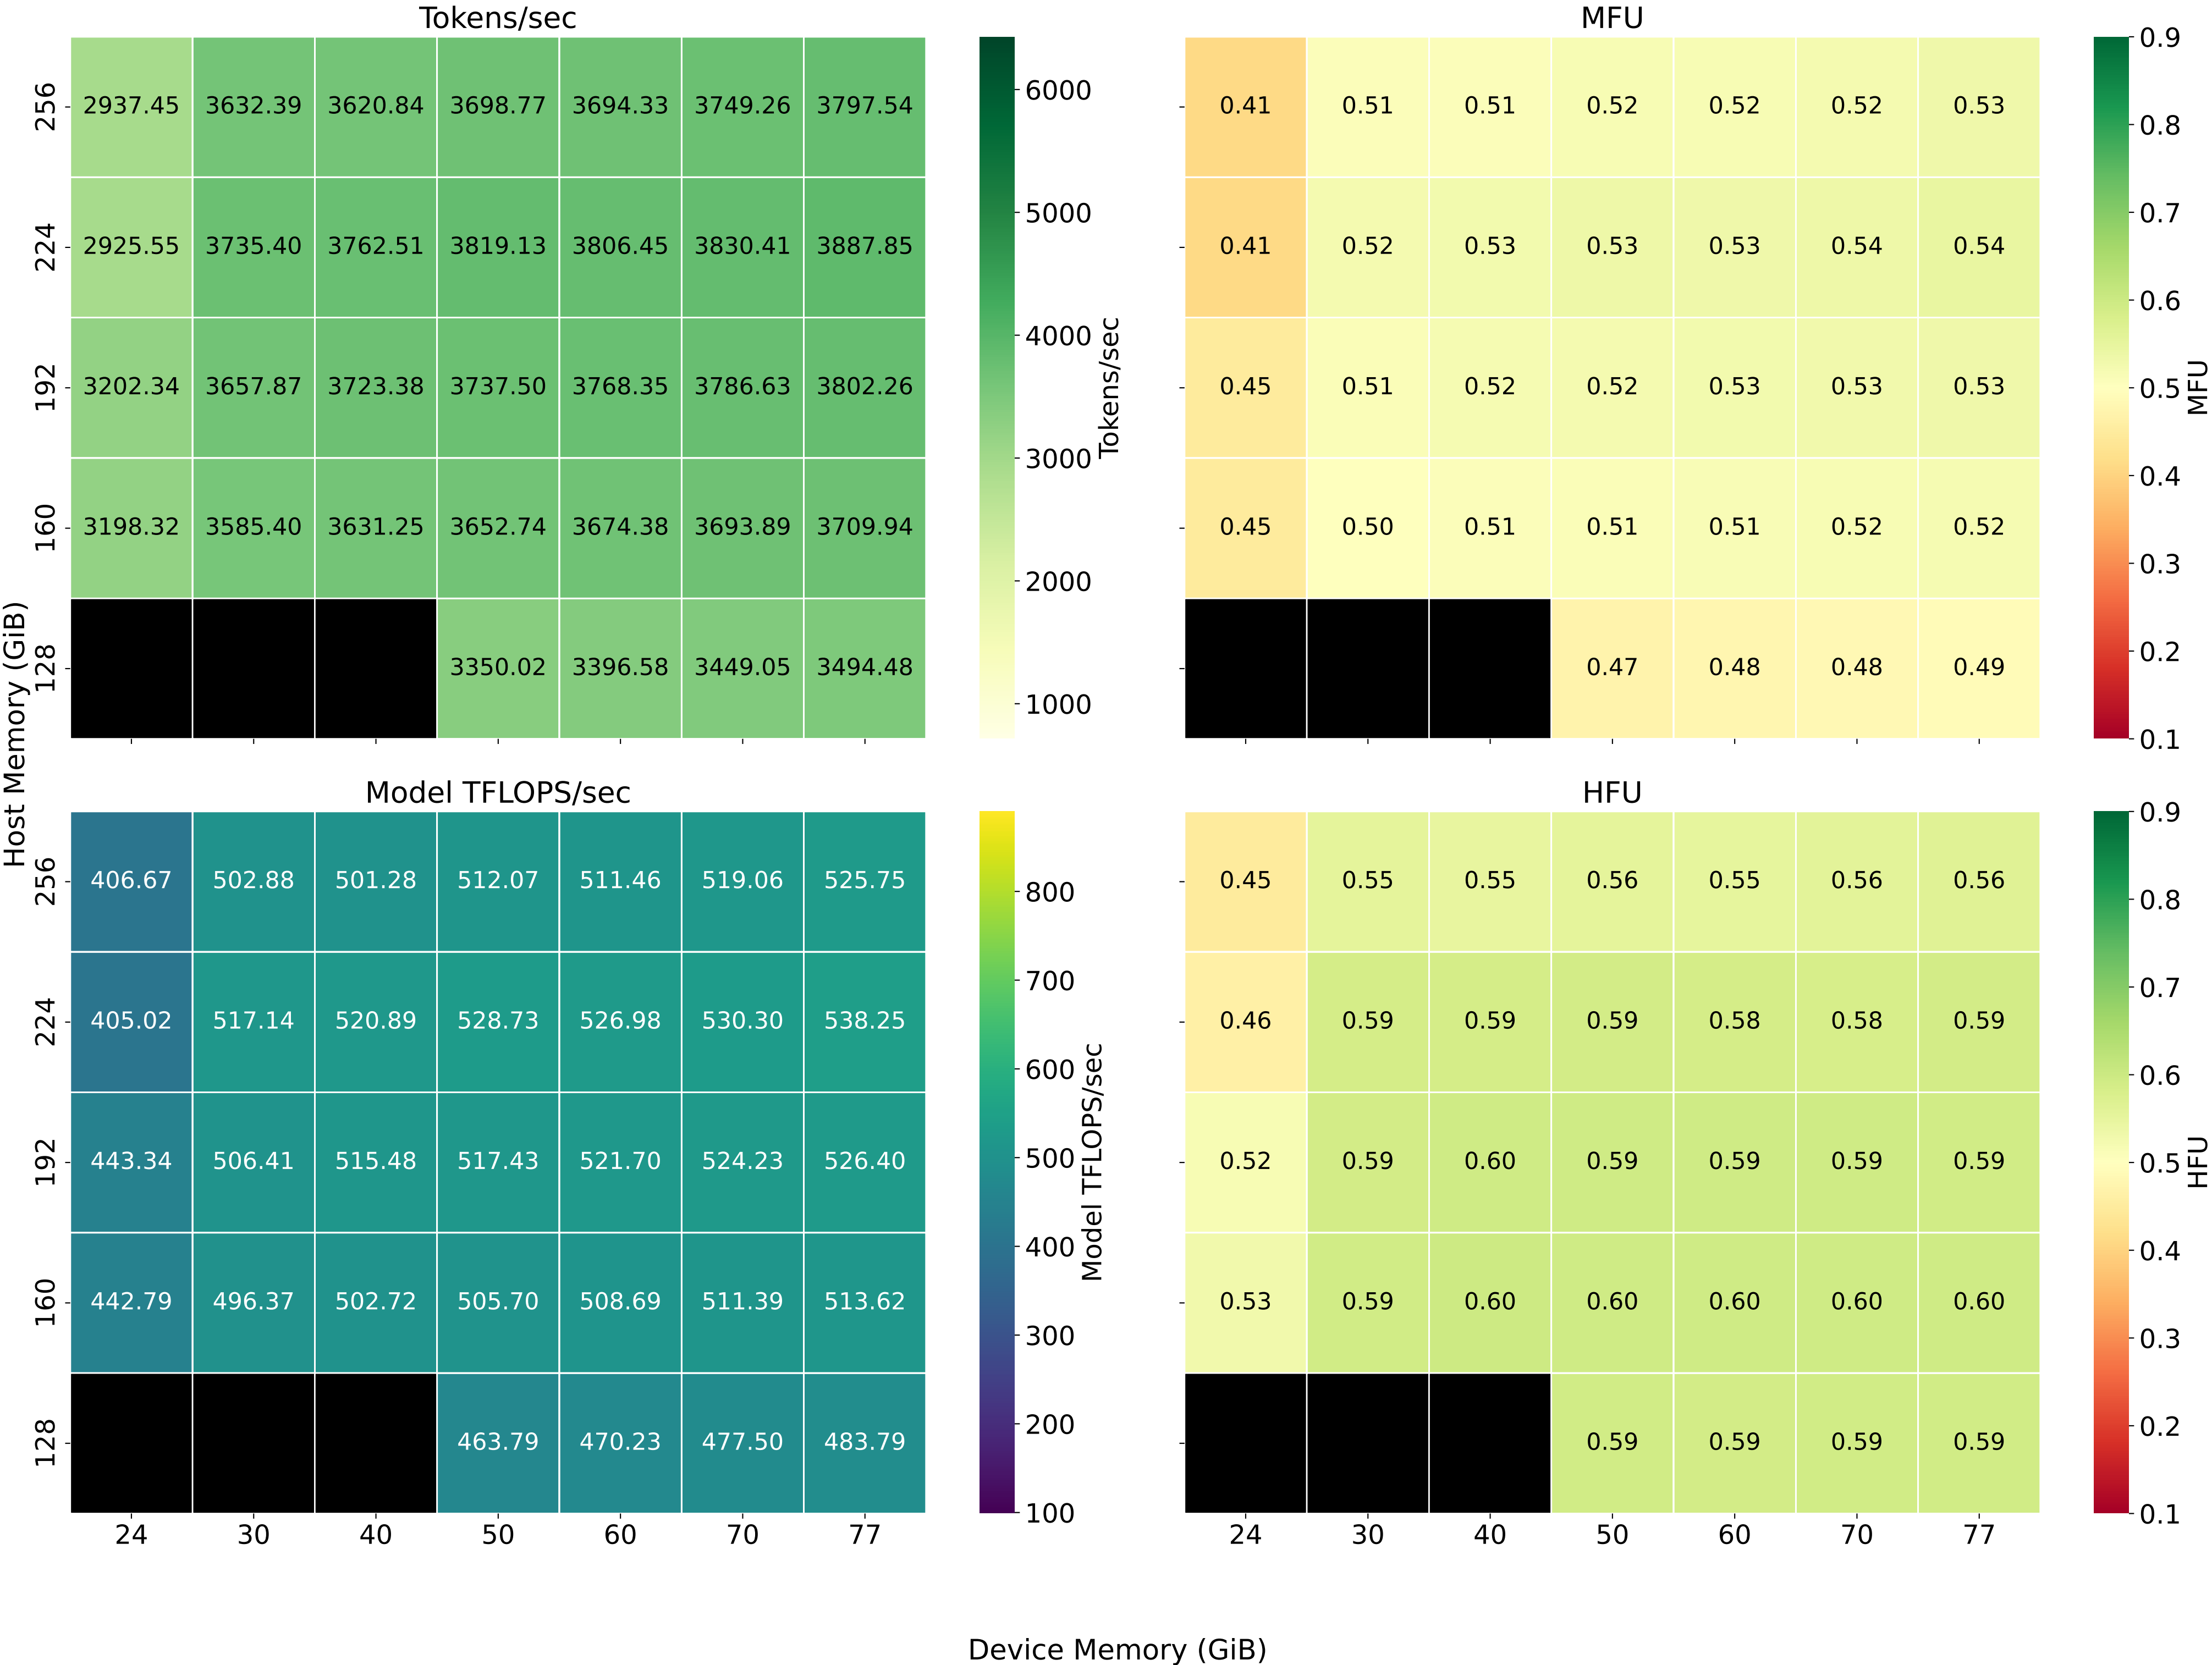 Tokens/sec
256 2937.45 3632.39 3620.84 3698.77 3694.33 3749.26 3797.54
224 2925.55 3735.40 3762.51 3819.13 3806.45 3830.41 3887.85
192 3202.34 3657.87 3723.38 3737.50 3768.35 3786.63 3802.26
160 3198.32 3585.40 3631.25 3652.74 3674.38 3693.89 3709.94
128 3350.02 3396.58 3449.05 3494.48
6000
5000
4000
3000
2000
1000
Tokens/sec
MFU
0.41 0.51 0.51 0.52 0.52 0.52 0.53
0.41 0.52 0.53 0.53 0.53 0.54 0.54
0.45 0.51 0.52 0.52 0.53 0.53 0.53
0.45 0.50 0.51 0.51 0.51 0.52 0.52
0.47 0.48 0.48 0.49
0.9
0.8
0.7
0.6
0.5
0.4
0.3
0.2
0.1
MFU
Host Memory (GiB)
Model TFLOPS/sec
256 406.67 502.88 501.28 512.07 511.46 519.06 525.75
224 405.02 517.14 520.89 528.73 526.98 530.30 538.25
192 443.34 506.41 515.48 517.43 521.70 524.23 526.40
160 442.79 496.37 502.72 505.70 508.69 511.39 513.62
128 463.79 470.23 477.50 483.79
24 30 40 50 60 70 77
800
700
600
500
400
300
200
100
Model TFLOPS/sec
HFU
0.45 0.55 0.55 0.56 0.55 0.56 0.56
0.46 0.59 0.59 0.59 0.58 0.58 0.59
0.52 0.59 0.60 0.59 0.59 0.59 0.59
0.53 0.59 0.60 0.60 0.60 0.60 0.60
0.59 0.59 0.59 0.59
24 30 40 50 60 70 77
0.9
0.8
0.7
0.6
0.5
0.4
0.3
0.2
0.1
HFU
Device Memory (GiB)